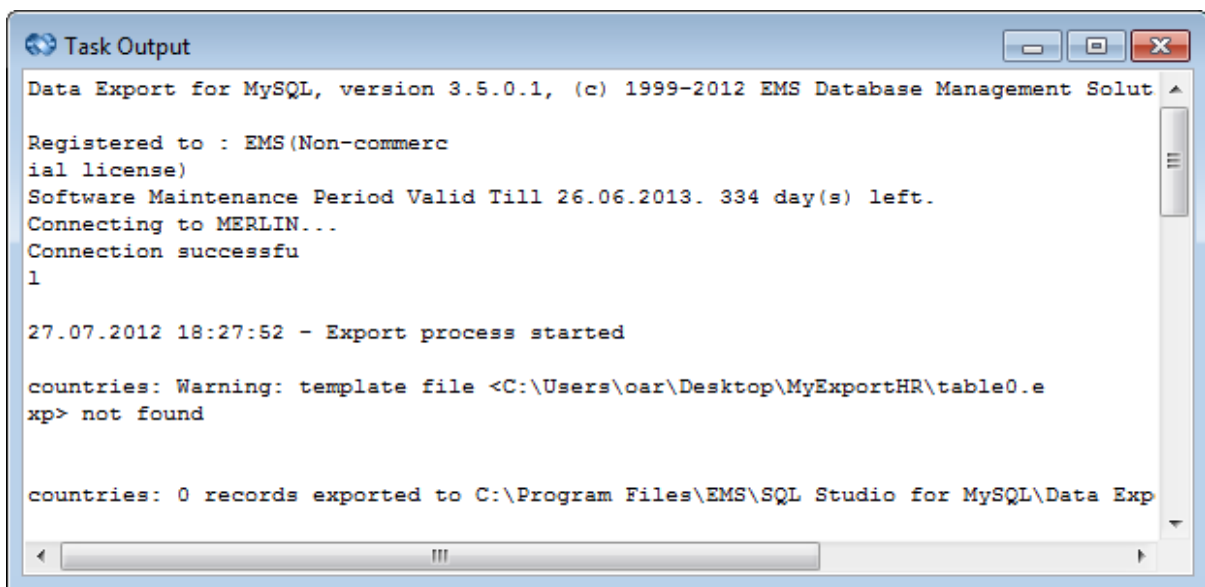 Task Output
Data Export for MySQL, version 3.5.0.1, (c) 1999-2012 EMS Database Management Solut
Registered to : EMS(Non-commerc
ial license)
Software Maintenance Period Valid Till 26.06.2013. 334 day(s) left.
Connecting to MERLIN...
Connection successfu
l
27.07.2012 18:27:52 - Export process started
countries: Warning: template file <C:\Users\oar\Desktop\MyExportHR\table0.e
xp> not found
countries: 0 records exported to C:\Program Files\EMS\SQL Studio for MySQL\Data Exp